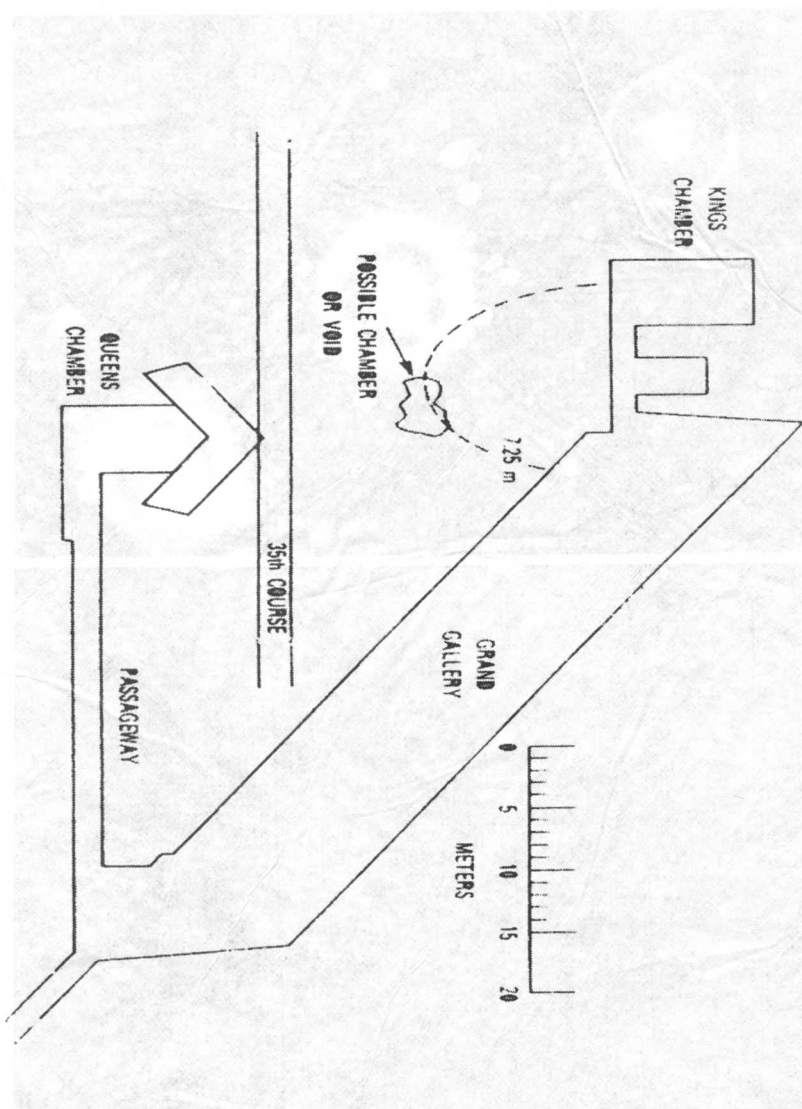 KINGS
CHAMBER
POSSIBLE CHAMBER
OR VOID
7.25 m
QUEENS
CHAMBER
35th COURSE
GRAND
GALLERY
PASSAGEWAY
0 5 10 15 20
METERS